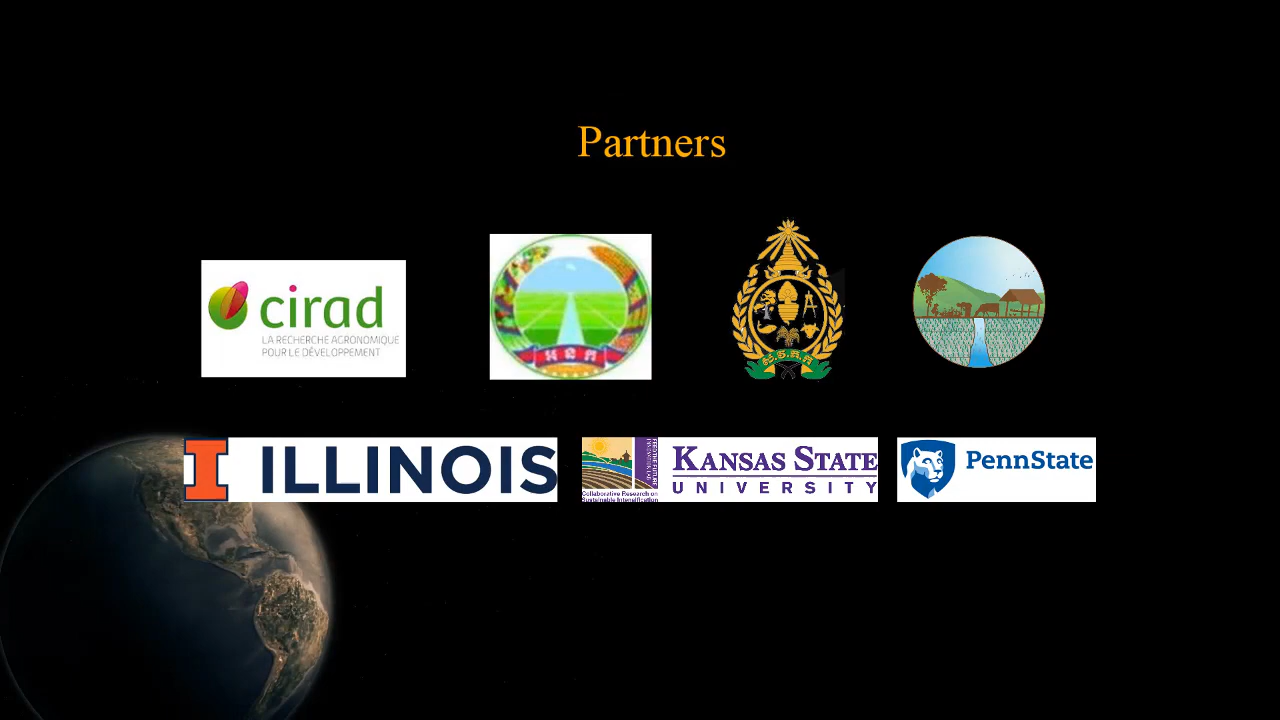 Partners
cirad
LA RECHERCHE AGRONOMIQUE
POUR LE DÉVELOPPEMENT
ILLINOIS
Collaborative Research on
Sustainable Intensification
KANSAS STATE
UNIVERSITY
PennState